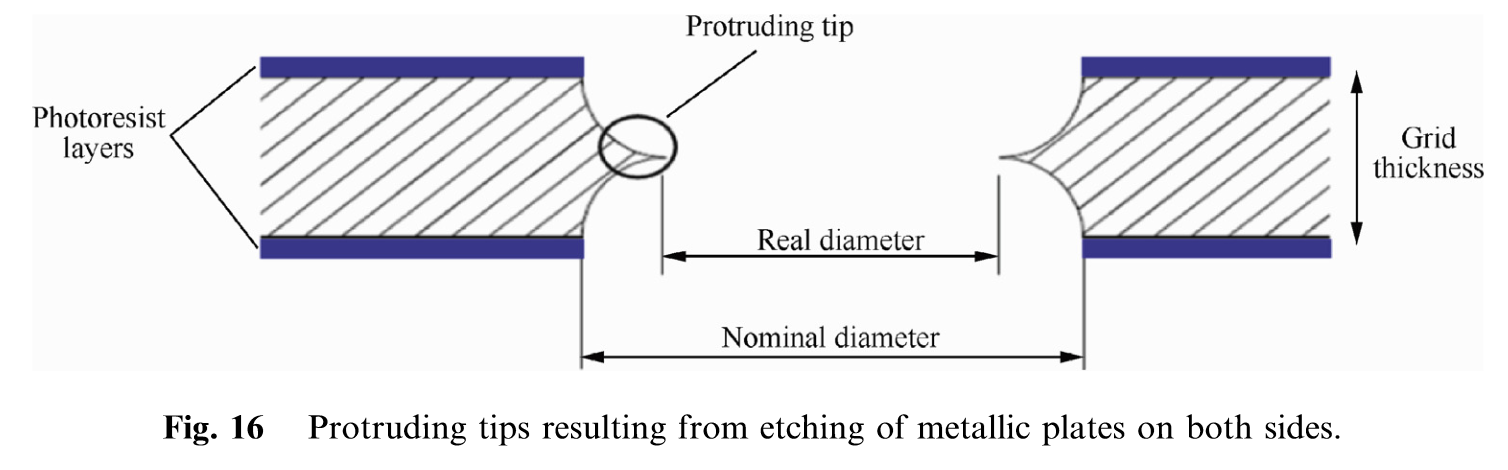 Protruding tip
Photoresist
layers
Grid
thickness
Real diameter
Nominal diameter
Fig. 16 Protruding tips resulting from etching of metallic plates on both sides.